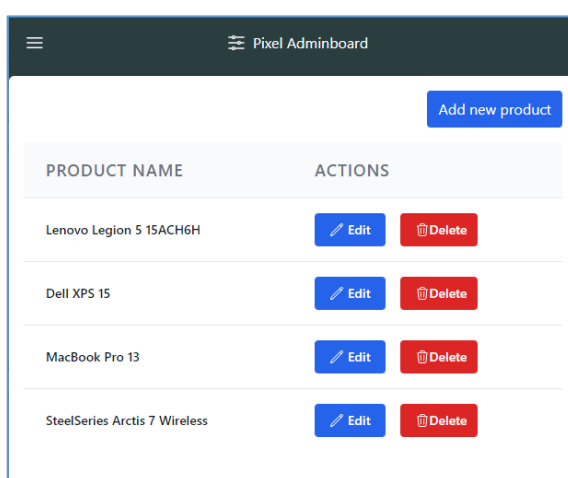 Pixel Adminboard
Add new product
PRODUCT NAME ACTIONS
Lenovo Legion 5 15ACH6H Edit Delete
Dell XPS 15 Edit Delete
MacBook Pro 13 Edit Delete
SteelSeries Arctis 7 Wireless Edit Delete